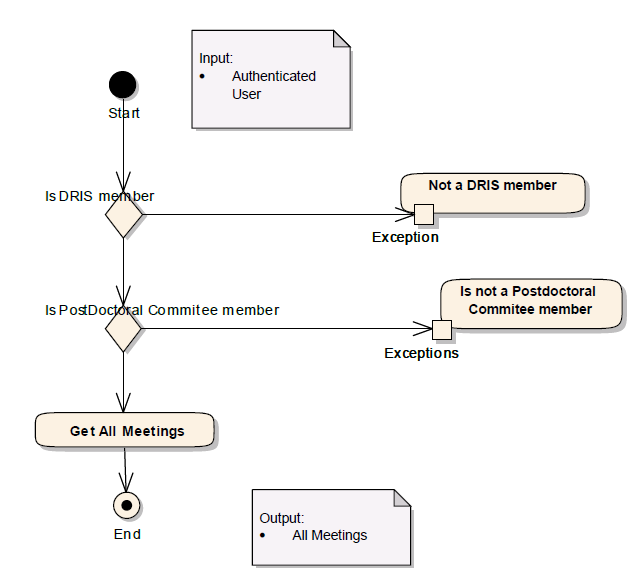 Input:
• Authenticated
User
Start
Is DRIS member
Not a DRIS member
Exception
Is PostDoctoral Commitee member
Is not a Postdoctoral
Commitee member
Exceptions
Get All Meetings
End
Output:
• All Meetings